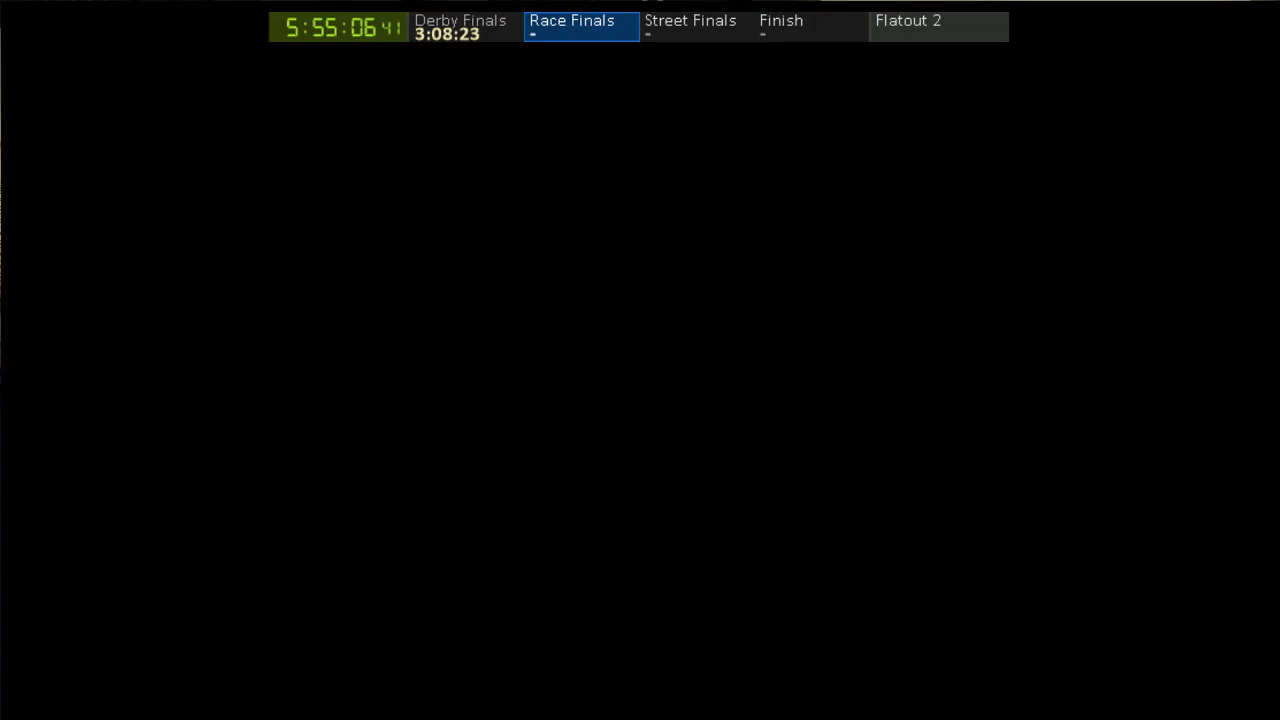 5:55:06 41
Derby Finals
3:08:23
Race Finals
-
Street Finals
-
Finish
-
Flatout 2